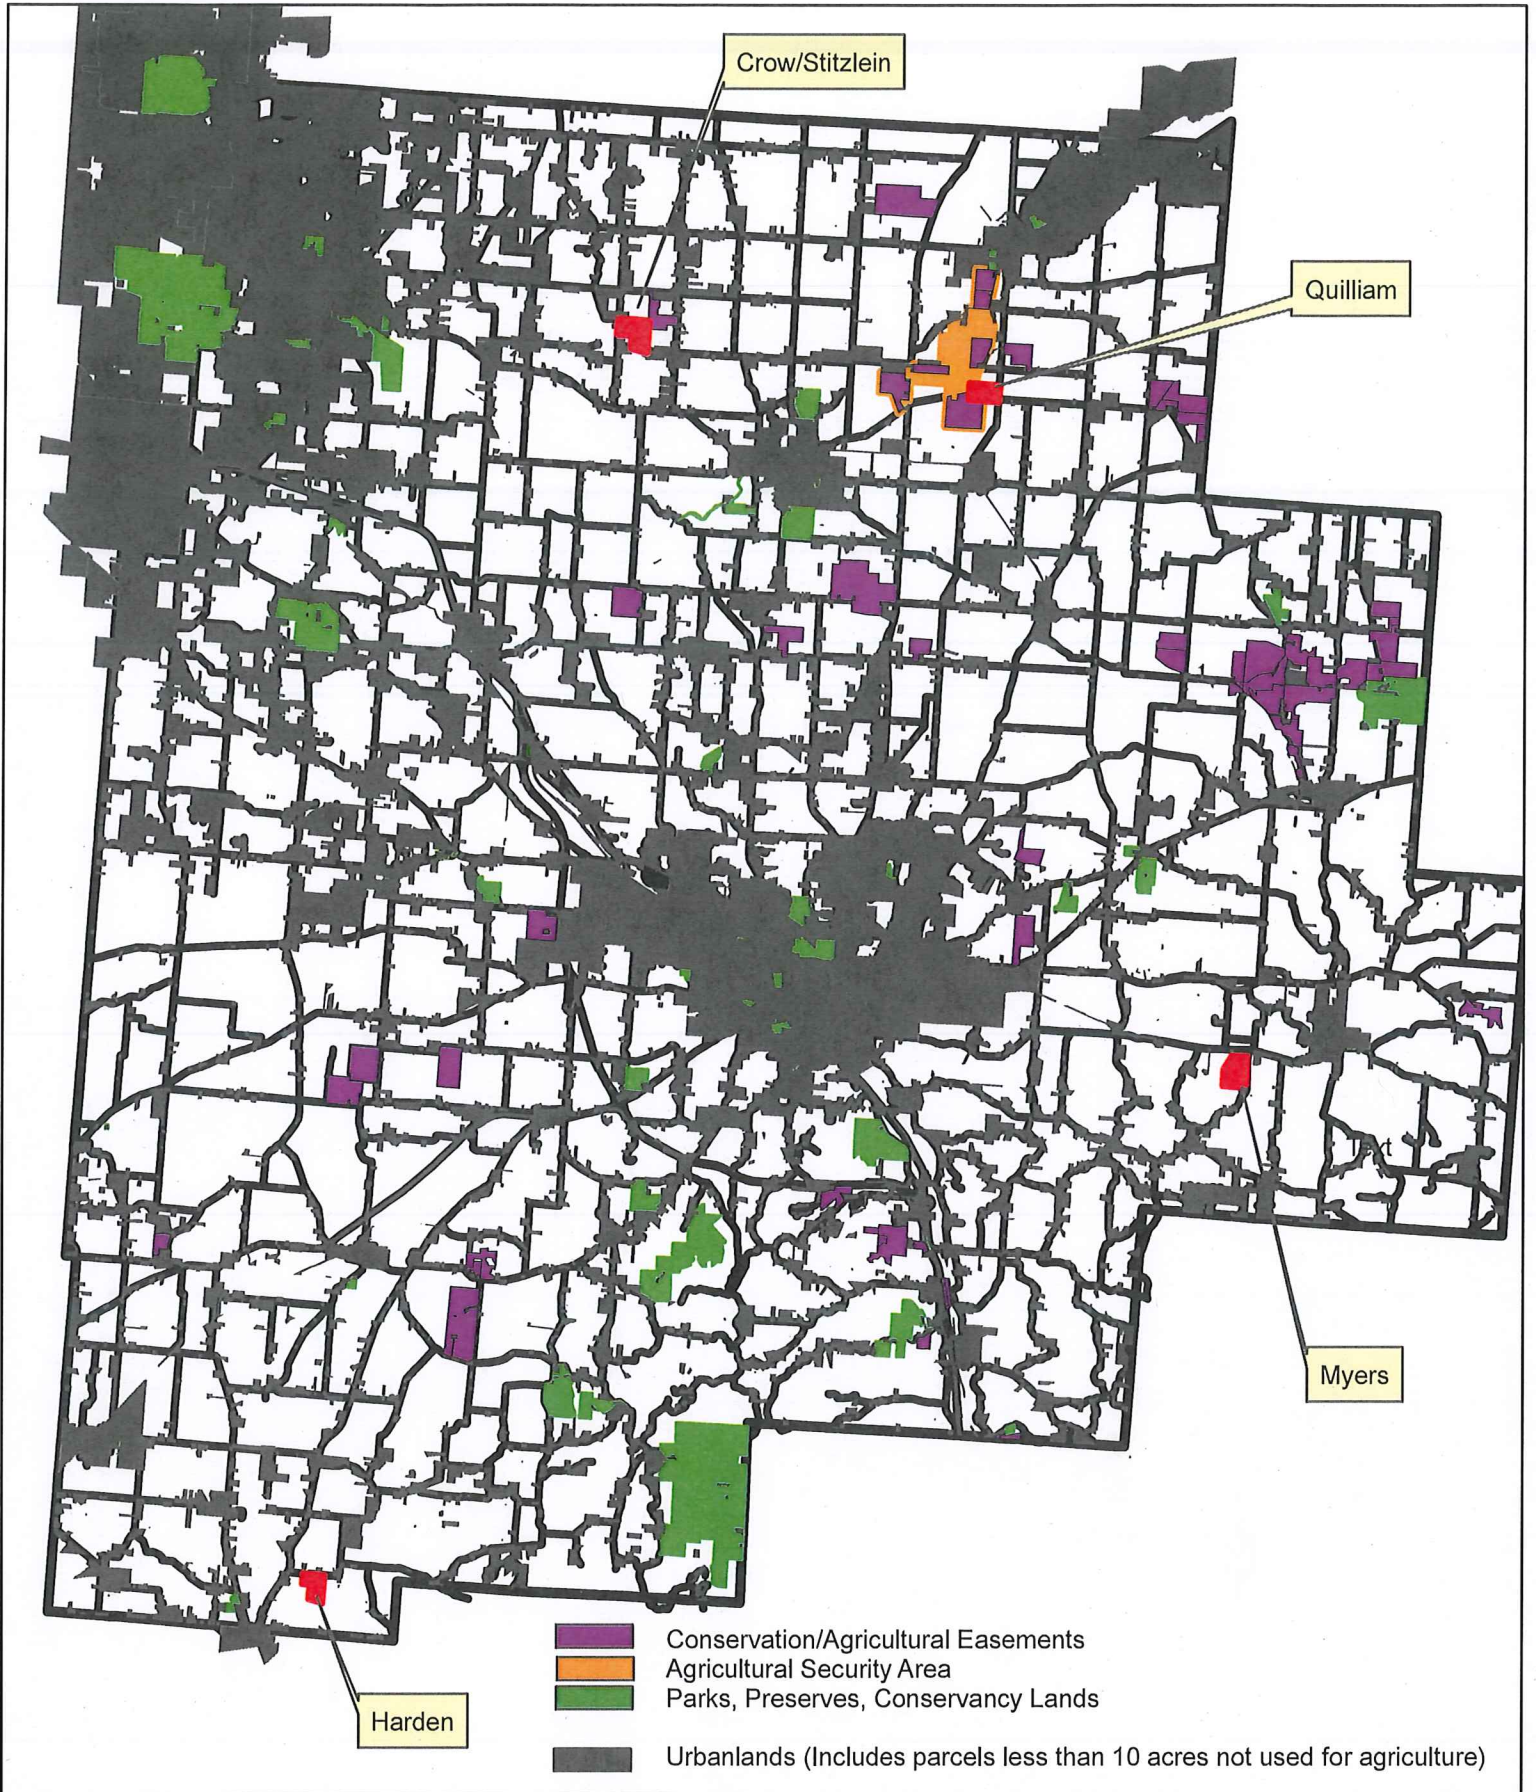 Crow/Stitzlein
Quilliam
Myers
Harden
Conservation/Agricultural Easements
Agricultural Security Area
Parks, Preserves, Conservancy Lands
Urbanlands (Includes parcels less than 10 acres not used for agriculture)